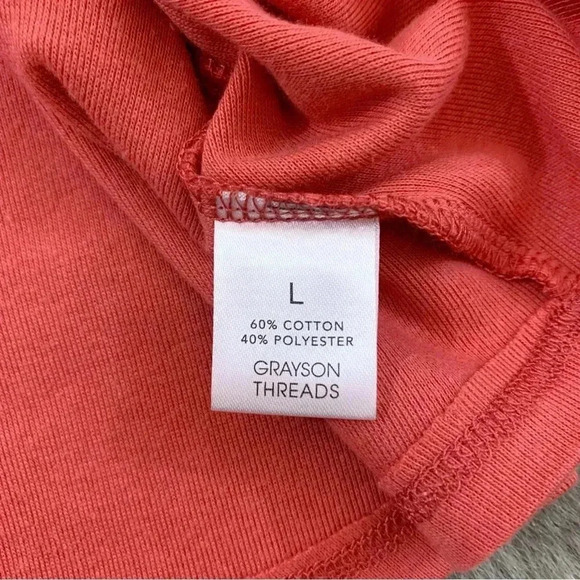 L
60% COTTON
40% POLYESTER
GRAYSON
THREADS